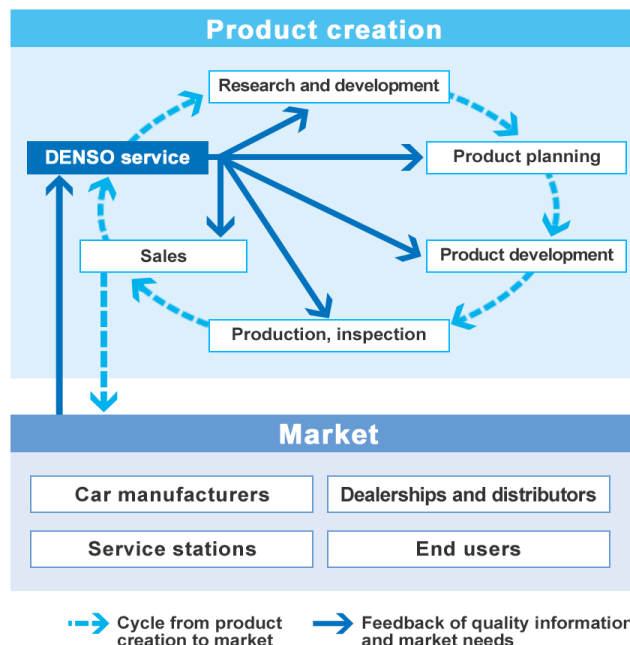 Product creation
Research and development
DENSO service
Product planning
Sales
Product development
Production, inspection
Market
Car manufacturers
Dealerships and distributors
Service stations
End users
Cycle from product
creation to market
Feedback of quality information
and market needs